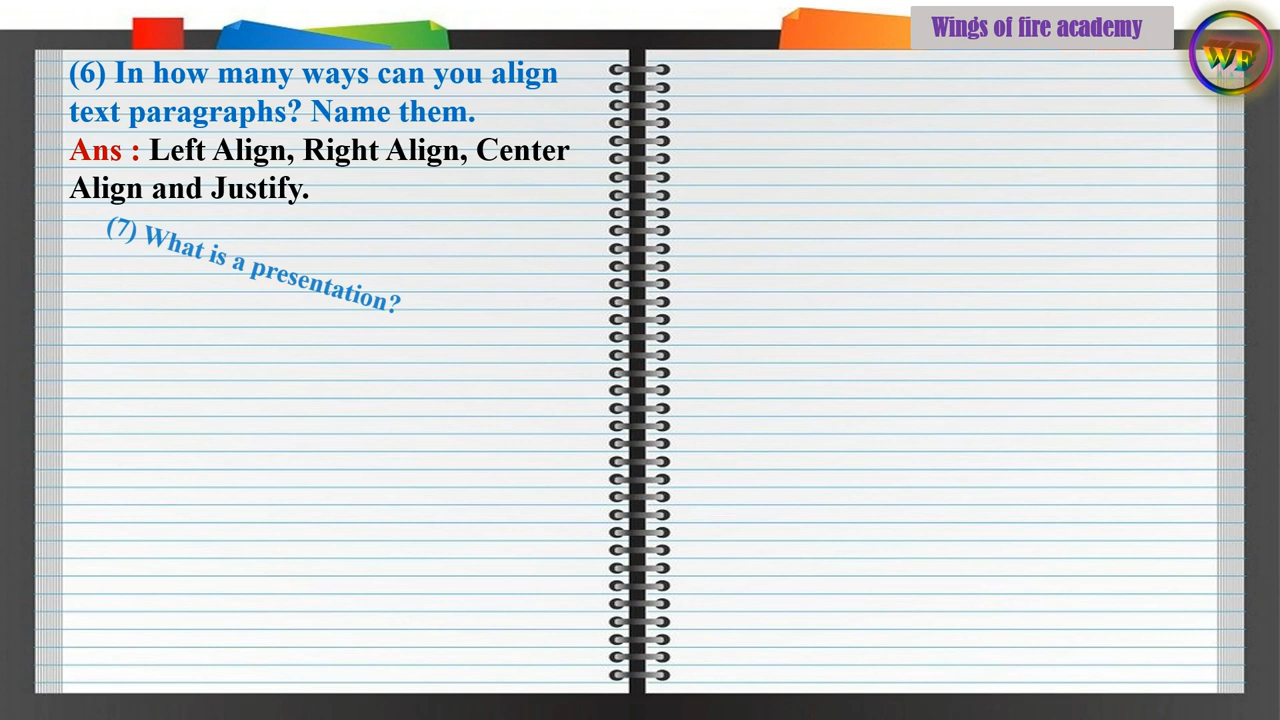 Wings of fire academy
WF
(6) In how many ways can you align
text paragraphs? Name them.
Ans : Left Align, Right Align, Center
Align and Justify.
(7) What is a presentation?